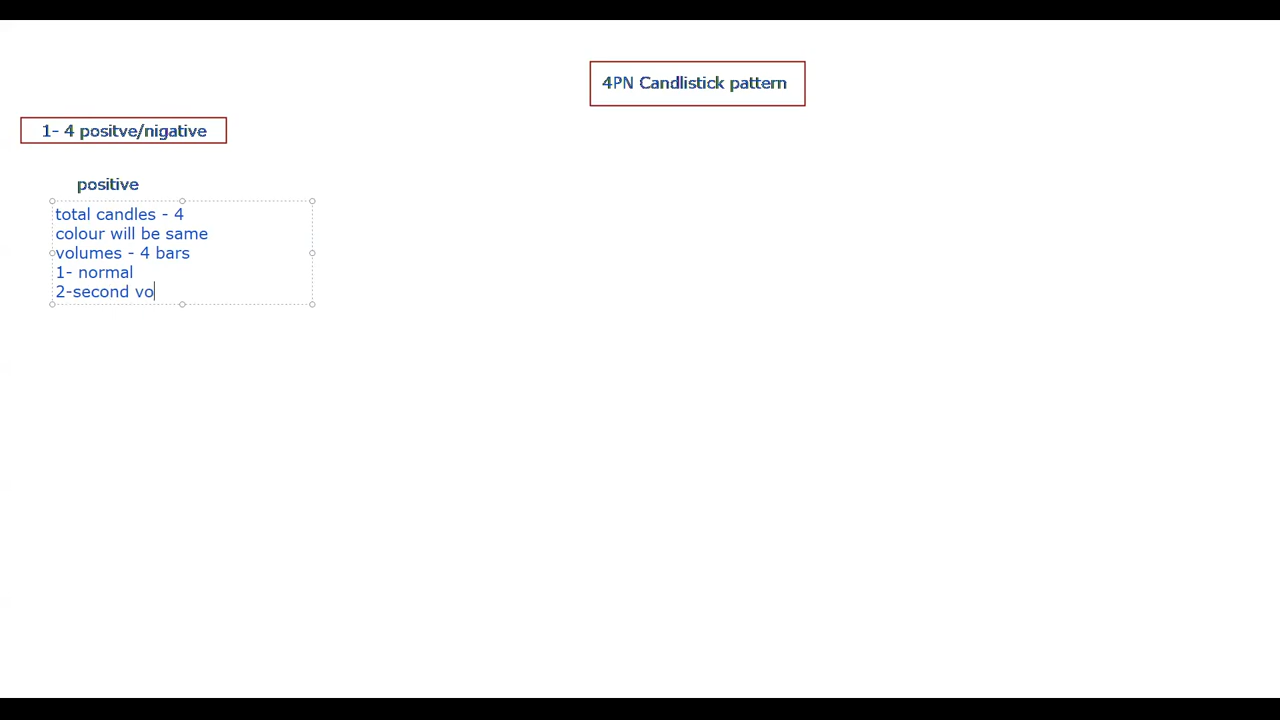 4PN Candlistick pattern
1- 4 positve/nigative
positive
total candles - 4
colour will be same
volumes - 4 bars
1- normal
2-second vo